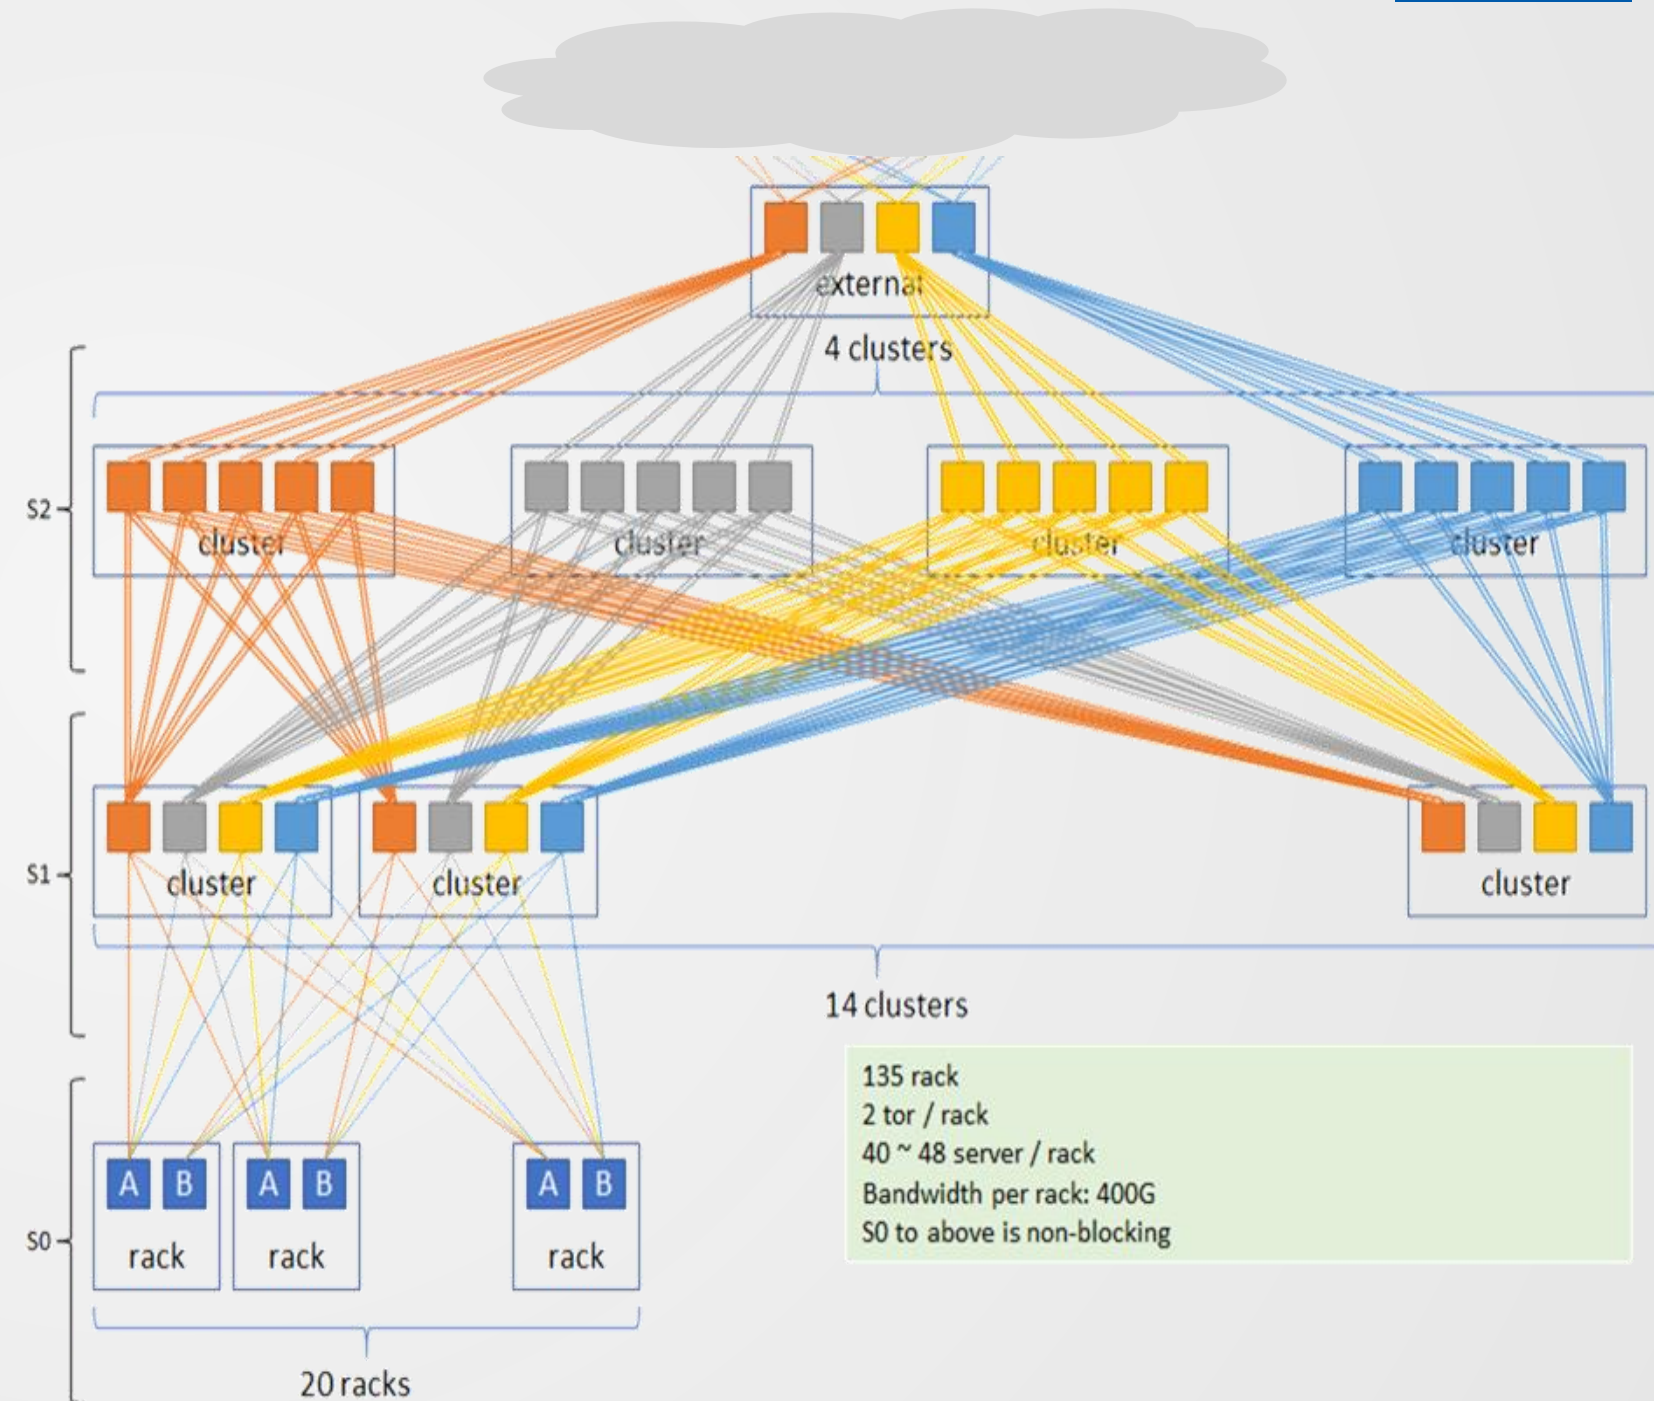 external
4 clusters
S2
cluster
cluster
cluster
cluster
S1
cluster
cluster
cluster
14 clusters
135 rack
2 tor / rack
40 ~ 48 server / rack
Bandwidth per rack: 400G
S0 to above is non-blocking
S0
A B A B A B
rack
rack
rack
20 racks